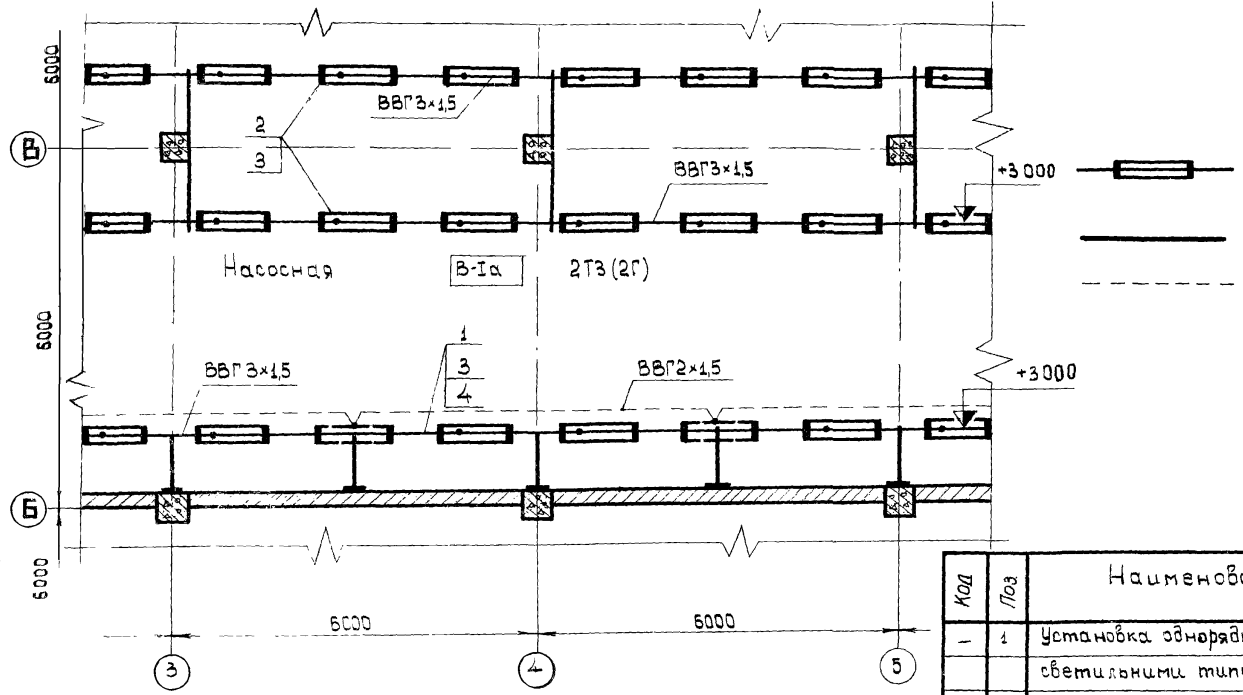 6000
ВВГ3×1,5
2
3
В
ВВГ3×1,5
+3000
Насосная
В-Iа
2Т3(2Г)
6000
1
3
4
ВВГ3×1,5
ВВГ2×1,5
+3000
Б
6000
6000
6000
3
4
5
Код
Поз
Наименова
–
1
Установка однорядн
светильними типа